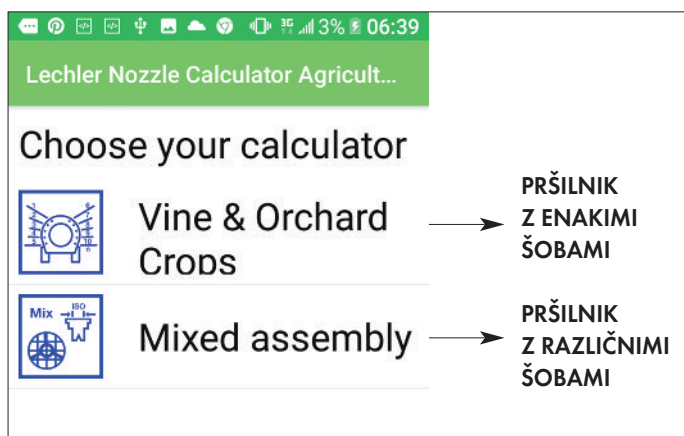 3G 3% 06:39
Lechler Nozzle Calculator Agricult...
Choose your calculator
Vine & Orchard
Crops
PRŠILNIK
Z ENAKIMI
ŠOBAMI
Mix ISO
Mixed assembly
PRŠILNIK
Z RAZLIČNIMI
ŠOBAMI